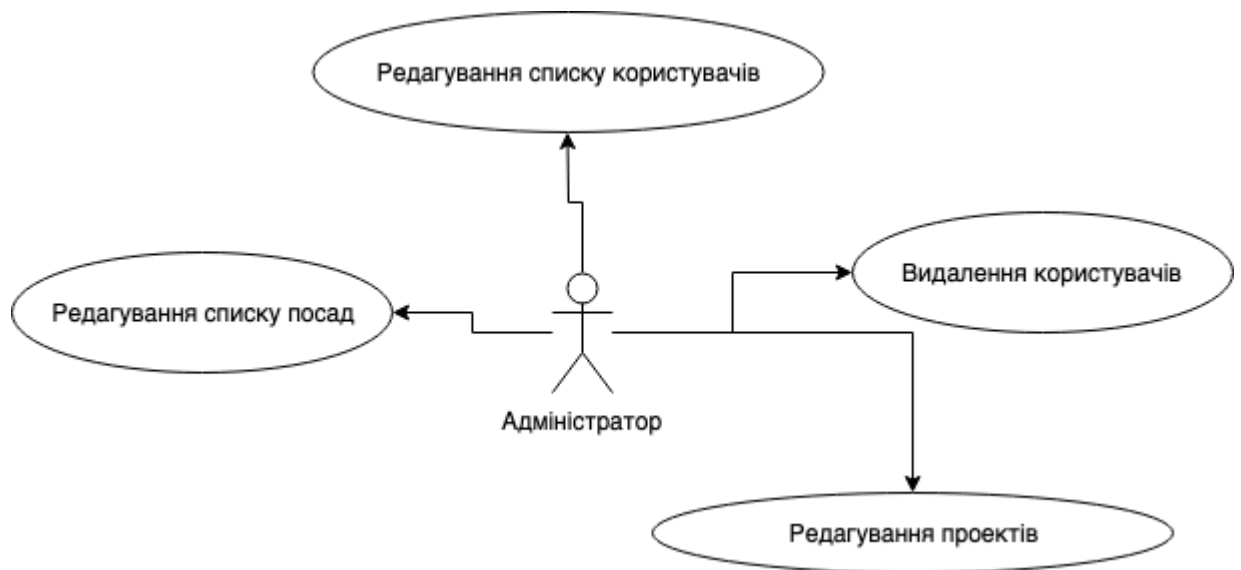 Редагування списку користувачів
Видалення користувачів
Редагування списку посад
Адміністратор
Редагування проектів